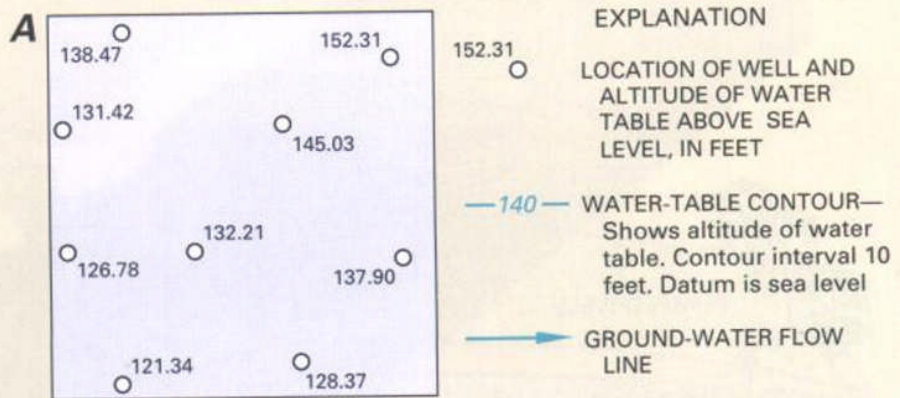 A
138.47
152.31
131.42
145.03
132.21
126.78
137.90
121.34
128.37
EXPLANATION
152.31
LOCATION OF WELL AND
ALTITUDE OF WATER
TABLE ABOVE SEA
LEVEL, IN FEET
—140— WATER-TABLE CONTOUR—
Shows altitude of water
table. Contour interval 10
feet. Datum is sea level
GROUND-WATER FLOW
LINE